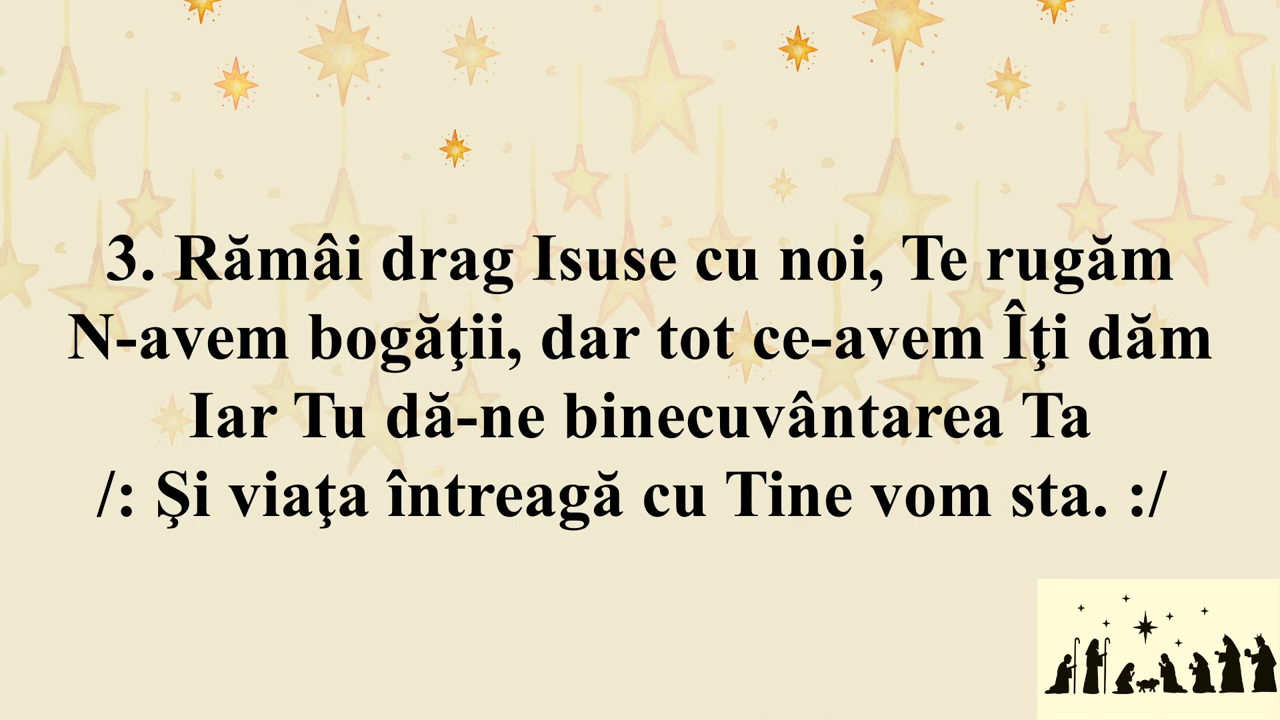 3. Rămâi drag Isuse cu noi, Te rugăm
N-avem bogăţii, dar tot ce-avem Îţi dăm
Iar Tu dă-ne binecuvântarea Ta
/: Şi viaţa întreagă cu Tine vom sta. :/